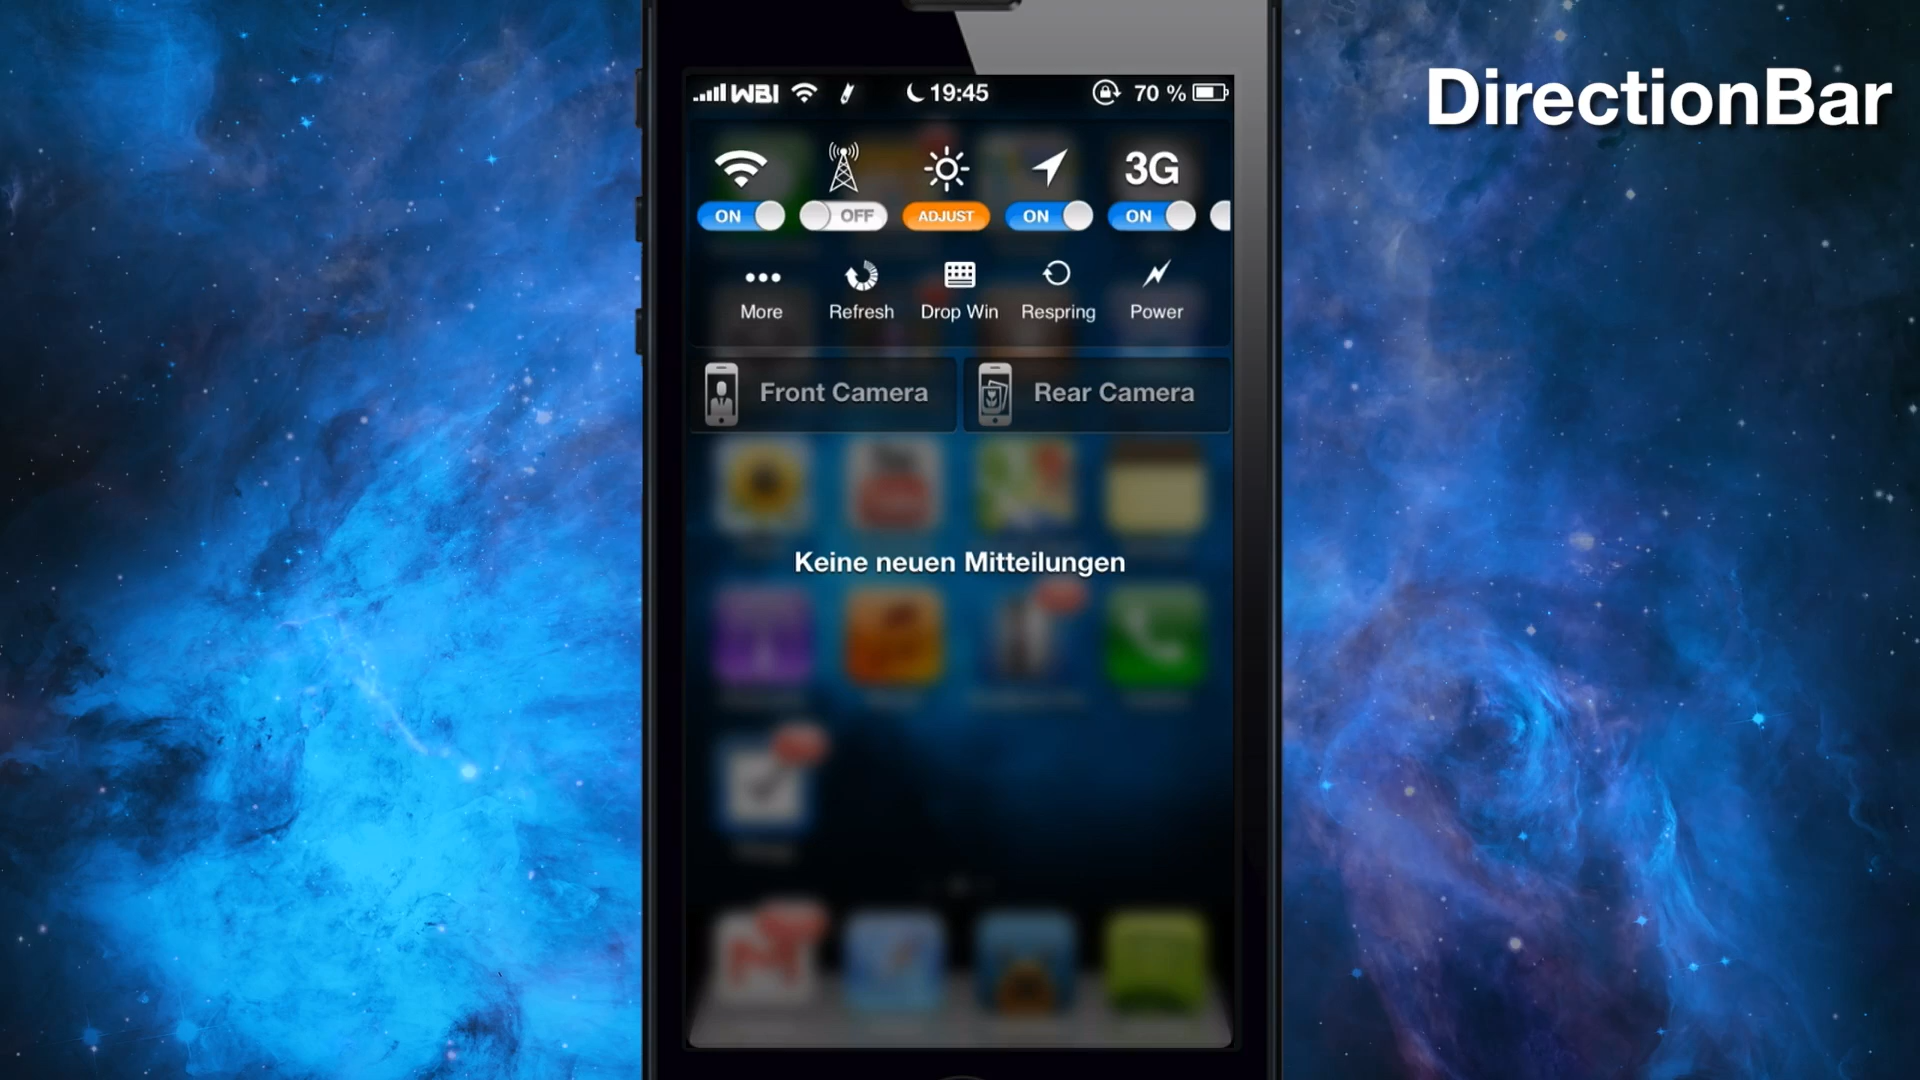 DirectionBar
WBI 19:45 70 %
3G
ON OFF ADJUST ON ON
More Refresh Drop Win Respring Power
Front Camera Rear Camera
Keine neuen Mitteilungen